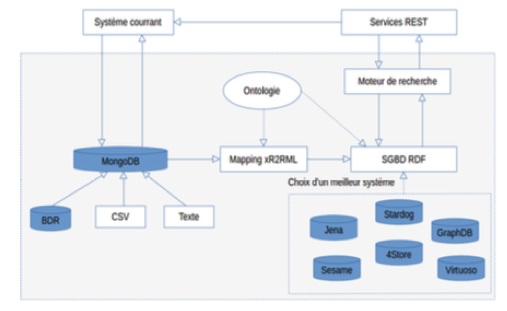 Système courrant
Services REST
Moteur de recherche
Ontologie
MongoDB
Mapping xR2RML
SGBD RDF
Choix d'un meilleur système
BDR
CSV
Texte
Stardog
Jena
GraphDB
4Store
Sesame
Virtuoso